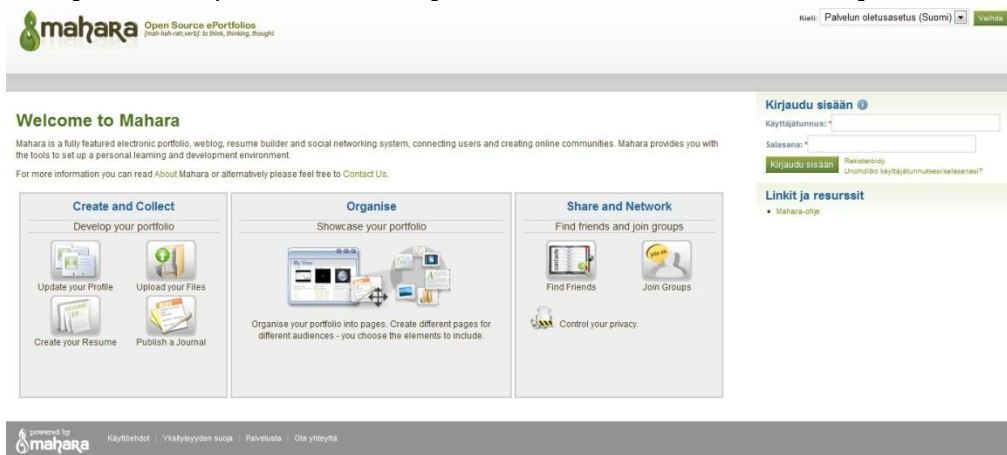 mahara Open Source ePortfolios
[mah-hah-rah;verb]: to think, thinking, thought
Kieli: Palvelun oletusasetus (Suomi) Vaihda
Welcome to Mahara
Mahara is a fully featured electronic portfolio, weblog, resume builder and social networking system, connecting users and creating online communities. Mahara provides you with
the tools to set up a personal learning and development environment.
For more information you can read About Mahara or alternatively please feel free to Contact Us.
Create and Collect
Develop your portfolio
Update your Profile Upload your Files
Create your Resume Publish a Journal
Organise
Showcase your portfolio
My View
Organise your portfolio into pages. Create different pages for
different audiences - you choose the elements to include.
Share and Network
Find friends and join groups
contacts
join us
Find Friends Join Groups
Control your privacy.
Kirjaudu sisään
Käyttäjätunnus: *
Salasana: *
Kirjaudu sisään Rekisteröidy
Unohditko käyttäjätunnuksesi/salasanasi?
Linkit ja resurssit
Mahara-ohje
powered by
mahara
Käyttöehdot | Yksityisyyden suoja | Palvelusta | Ota yhteyttä